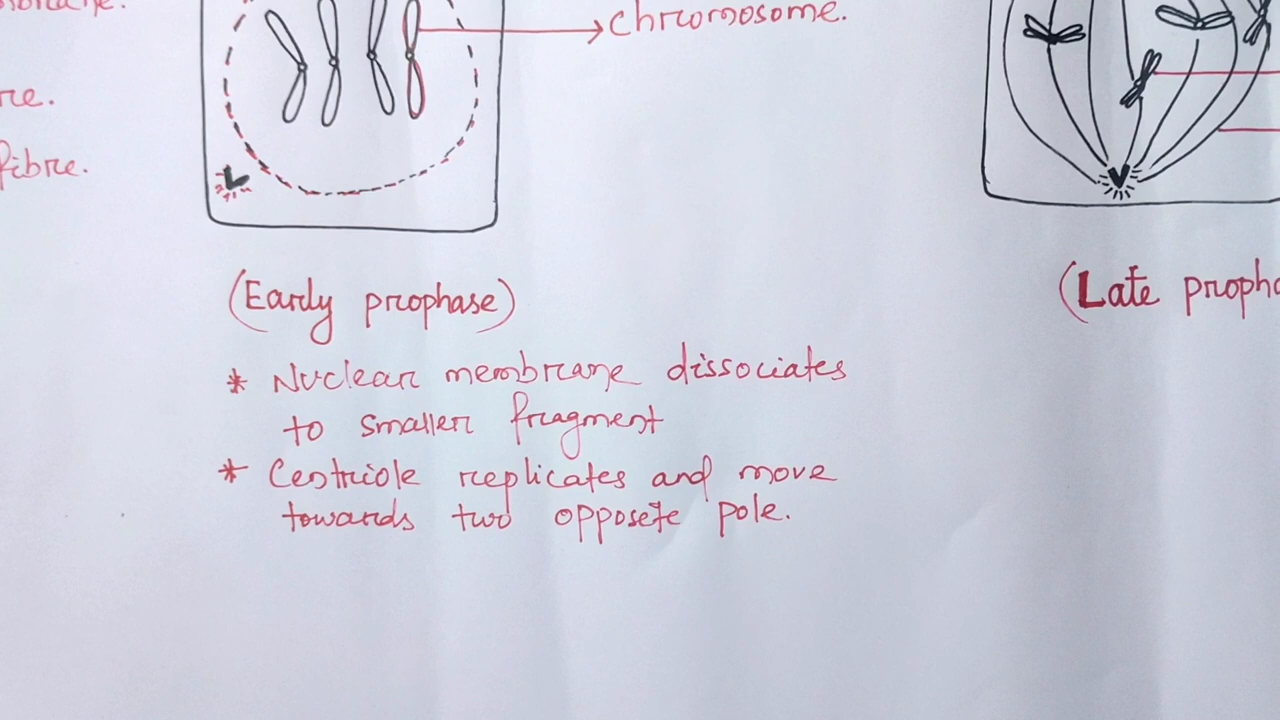 chromosome.
re.
fibre.
(Early prophase)
(Late propha
* Nuclear membrane dissociates
to smaller fragment
* Centriole replicates and move
towards two opposete pole.